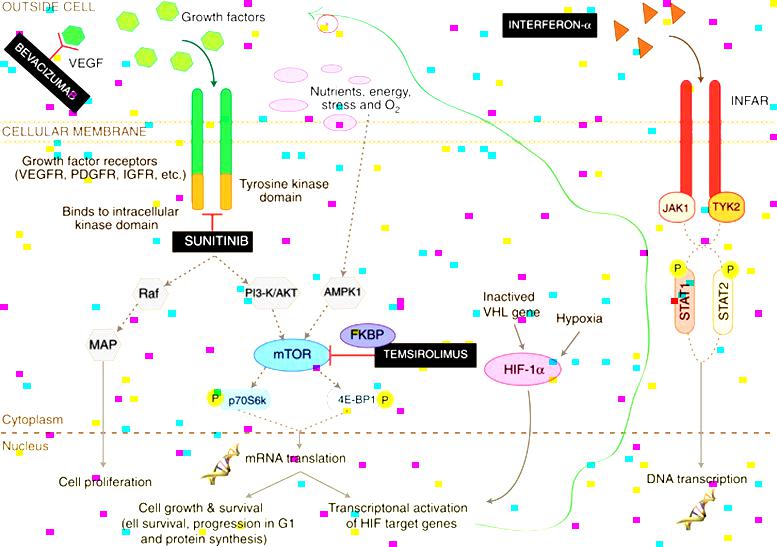 OUTSIDE CELL
Growth factors
INTERFERON-α
BEVACIZUMAB
VEGF
Nutrients, energy,
stress and O2
INFAR
CELLULAR MEMBRANE
Growth factor receptors
(VEGFR, PDGFR, IGFR, etc.)
Tyrosine kinase
domain
Binds to intracellular
kinase domain
SUNITINIB
JAK1
TYK2
P
P
STAT1
STAT2
Raf
PI3-K/AKT
AMPK1
Inactived
VHL gene
Hypoxia
MAP
FKBP
mTOR
TEMSIROLIMUS
HIF-1α
P
p70S6k
4E-BP1
P
Cytoplasm
Nucleus
mRNA translation
Cell proliferation
DNA transcription
Cell growth & survival
(ell survival, progression in G1
and protein synthesis)
Transcriptonal activation
of HIF target genes